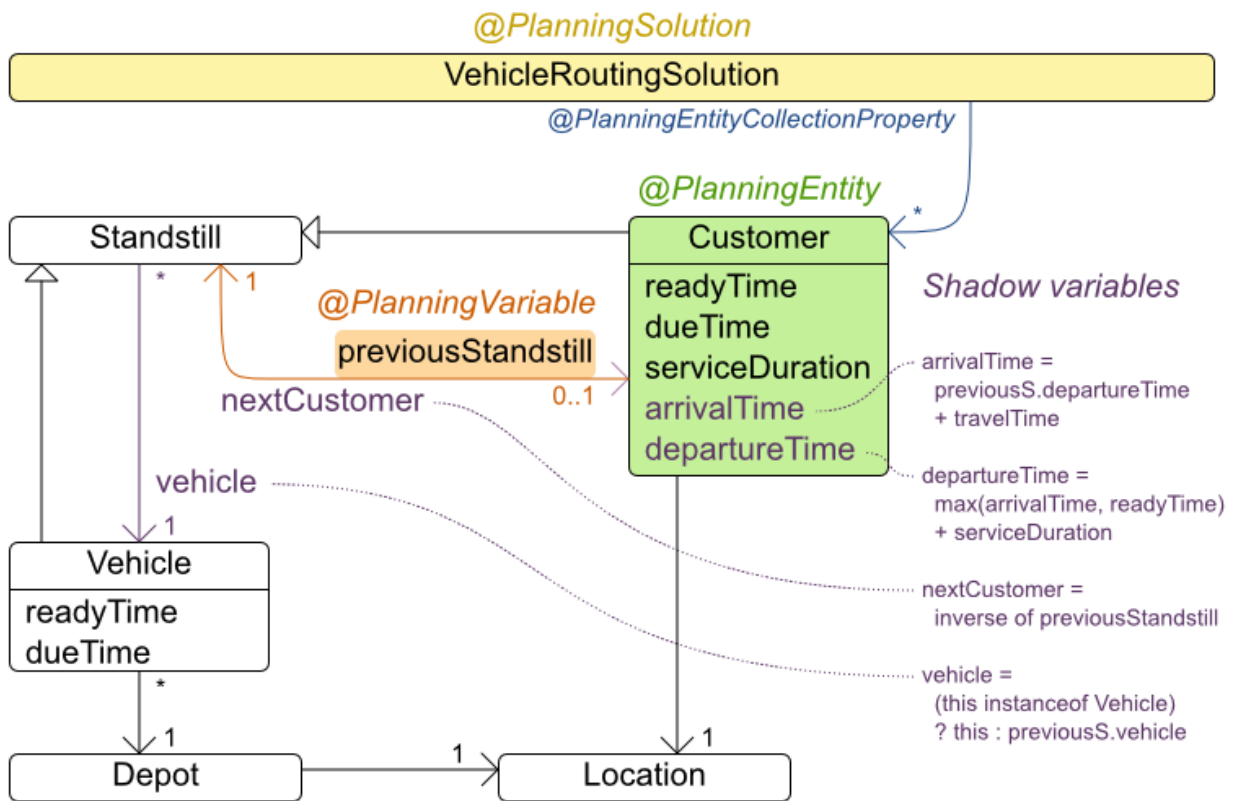 @PlanningSolution
VehicleRoutingSolution
@PlanningEntityCollectionProperty
@PlanningEntity
*
Standstill
Customer
*
1
@PlanningVariable
previousStandstill
0..1
nextCustomer
vehicle
1
readyTime
dueTime
serviceDuration
arrivalTime
departureTime
Shadow variables
arrivalTime =
previousS.departureTime
+ travelTime
departureTime =
max(arrivalTime, readyTime)
+ serviceDuration
nextCustomer =
inverse of previousStandstill
vehicle =
(this instanceof Vehicle)
? this : previousS.vehicle
Vehicle
readyTime
dueTime
*
1
Depot
1
1
Location